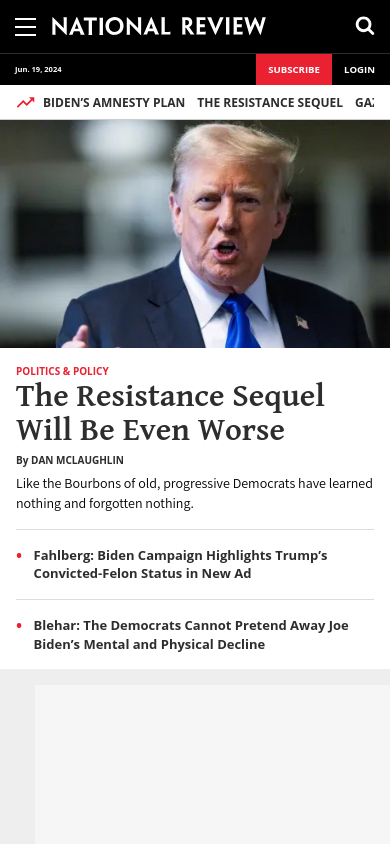 NATIONAL REVIEW
Jun. 19, 2024
SUBSCRIBE
LOGIN
BIDEN’S AMNESTY PLAN THE RESISTANCE SEQUEL
POLITICS & POLICY
The Resistance Sequel
Will Be Even Worse
By DAN MCLAUGHLIN
Like the Bourbons of old, progressive Democrats have learned
nothing and forgotten nothing.
Fahlberg: Biden Campaign Highlights Trump’s
Convicted-Felon Status in New Ad
Blehar: The Democrats Cannot Pretend Away Joe
Biden’s Mental and Physical Decline